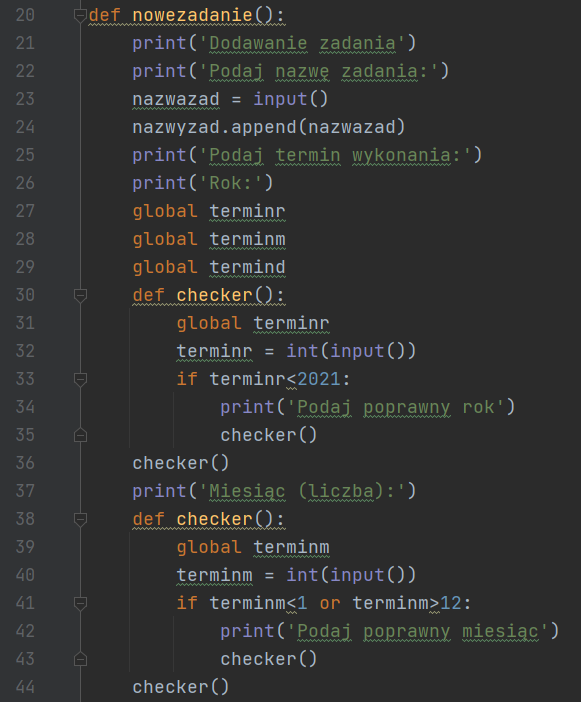 20 def nowezadanie():
21     print('Dodawanie zadania')
22     print('Podaj nazwę zadania:')
23     nazwazad = input()
24     nazwyzad.append(nazwazad)
25     print('Podaj termin wykonania:')
26     print('Rok:')
27     global terminr
28     global terminm
29     global termind
30     def checker():
31         global terminr
32         terminr = int(input())
33         if terminr<2021:
34             print('Podaj poprawny rok')
35             checker()
36     checker()
37     print('Miesiąc (liczba):')
38     def checker():
39         global terminm
40         terminm = int(input())
41         if terminm<1 or terminm>12:
42             print('Podaj poprawny miesiąc')
43             checker()
44     checker()